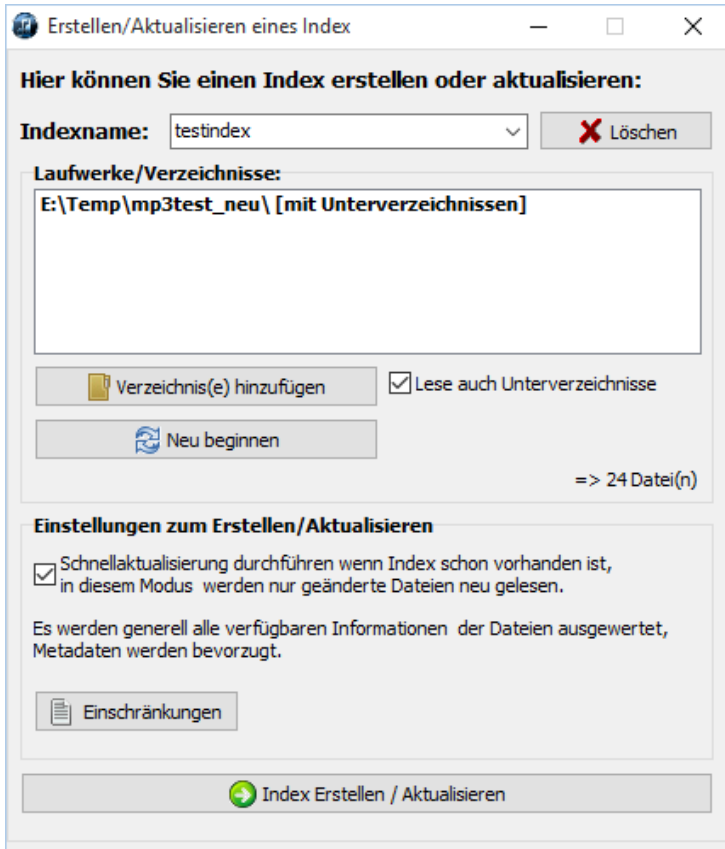 Erstellen/Aktualisieren eines Index
Hier können Sie einen Index erstellen oder aktualisieren:
Indexname: testindex Löschen
Laufwerke/Verzeichnisse:
E:\Temp\mp3test_neu\ [mit Unterverzeichnissen]
Verzeichnis(e) hinzufügen Lese auch Unterverzeichnisse
Neu beginnen
=> 24 Datei(n)
Einstellungen zum Erstellen/Aktualisieren
Schnellaktualisierung durchführen wenn Index schon vorhanden ist,
in diesem Modus werden nur geänderte Dateien neu gelesen.
Es werden generell alle verfügbaren Informationen der Dateien ausgewertet,
Metadaten werden bevorzugt.
Einschränkungen
Index Erstellen / Aktualisieren